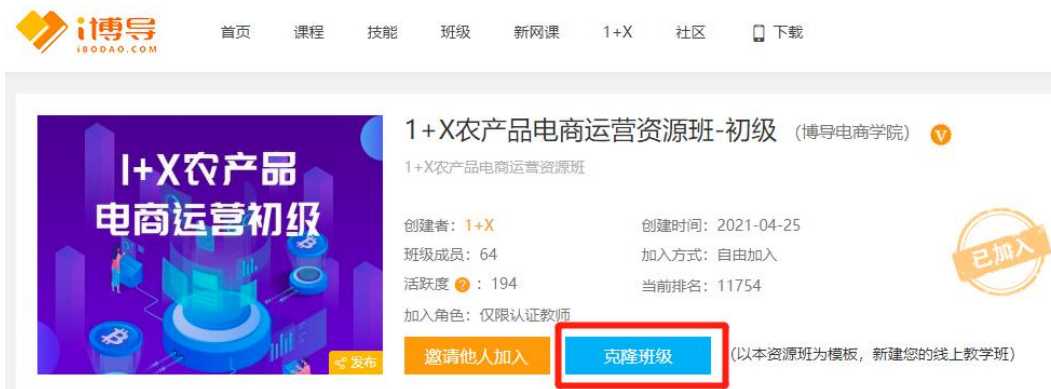 i博导
iBODAO.COM
首页 课程 技能 班级 新网课 1+X 社区 下载
1+X农产品
电商运营初级
发布
1+X农产品电商运营资源班-初级 (博导电商学院) V
1+X农产品电商运营资源班
创建者：1+X 创建时间：2021-04-25
班级成员：64 加入方式：自由加入
活跃度 ? ：194 当前排名：11754
加入角色：仅限认证教师
已加入
邀请他人加入 克隆班级 (以本资源班为模板，新建您的线上教学班)